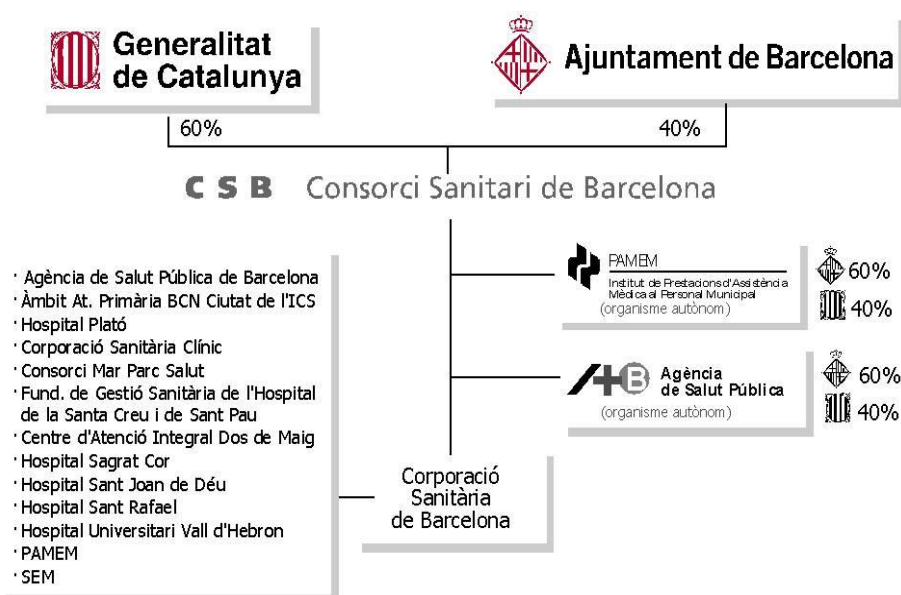 Generalitat
de Catalunya
Ajuntament de Barcelona
60%
40%
C S B Consorci Sanitari de Barcelona
· Agència de Salut Pública de Barcelona
· Àmbit At. Primària BCN Ciutat de l'ICS
· Hospital Plató
· Corporació Sanitària Clínic
· Consorci Mar Parc Salut
· Fund. de Gestió Sanitària de l'Hospital
de la Santa Creu i de Sant Pau
· Centre d'Atenció Integral Dos de Maig
· Hospital Sagrat Cor
· Hospital Sant Joan de Déu
· Hospital Sant Rafael
· Hospital Universitari Vall d'Hebron
· PAMEM
· SEM
Corporació
Sanitària
de Barcelona
PAMEM
Institut de Prestacions d'Assistència
Mèdica al Personal Municipal
(organisme autònom)
60%
40%
A+B Agència
de Salut Pública
(organisme autònom)
60%
40%